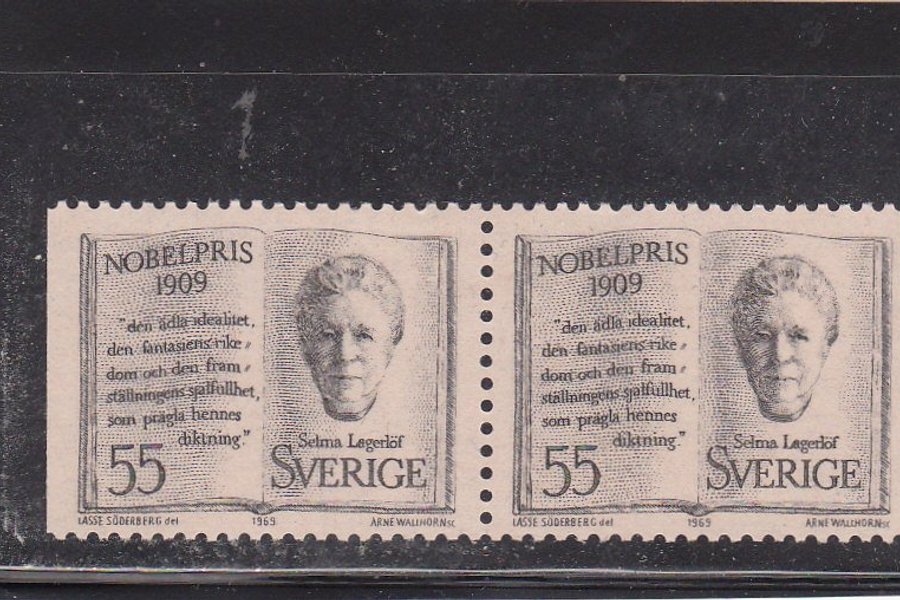 NOBELPRIS
1909
"den ädla idealitet,
den fantasiens rike⸗
dom och den fram⸗
ställningens själfullhet,
som prägla hennes
diktning."
55
Selma Lagerlöf
SVERIGE
LASSE SÖDERBERG del 1969 ARNE WALLHORN sc
NOBELPRIS
1909
"den ädla idealitet,
den fantasiens rike⸗
dom och den fram⸗
ställningens själfullhet,
som prägla hennes
diktning."
55
Selma Lagerlöf
SVERIGE
LASSE SÖDERBERG del 1969 ARNE WALLHORN sc